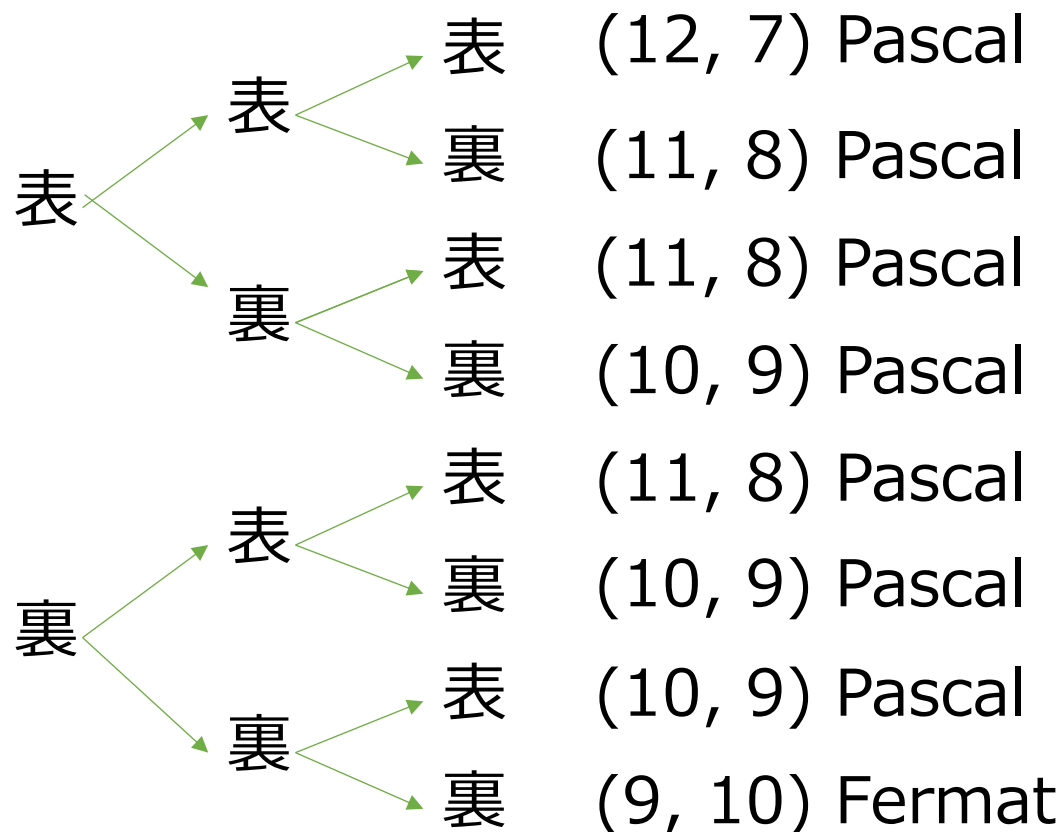 表 (12, 7) Pascal
表
裏 (11, 8) Pascal
表
表 (11, 8) Pascal
裏
裏 (10, 9) Pascal
表 (11, 8) Pascal
表
裏 (10, 9) Pascal
裏
表 (10, 9) Pascal
裏
裏 (9, 10) Fermat